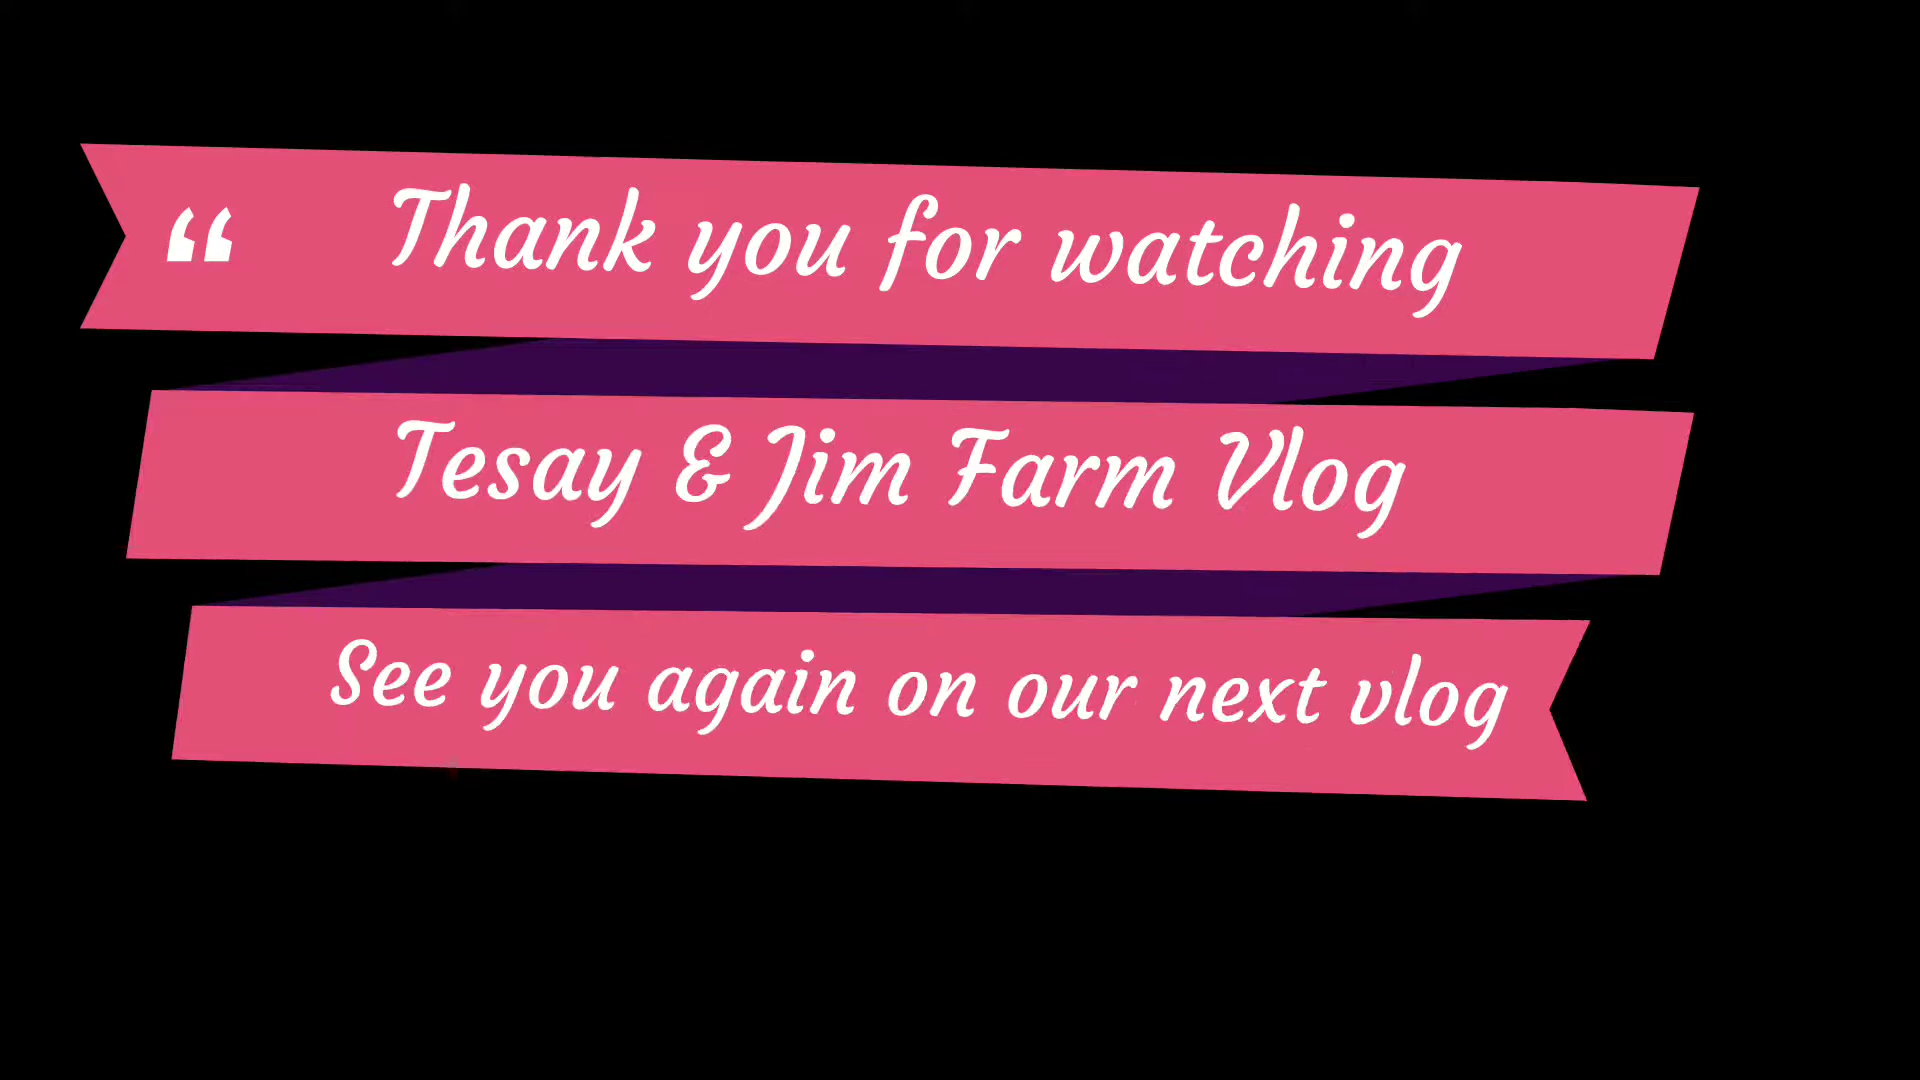 “ Thank you for watching
Tesay & Jim Farm Vlog
See you again on our next vlog